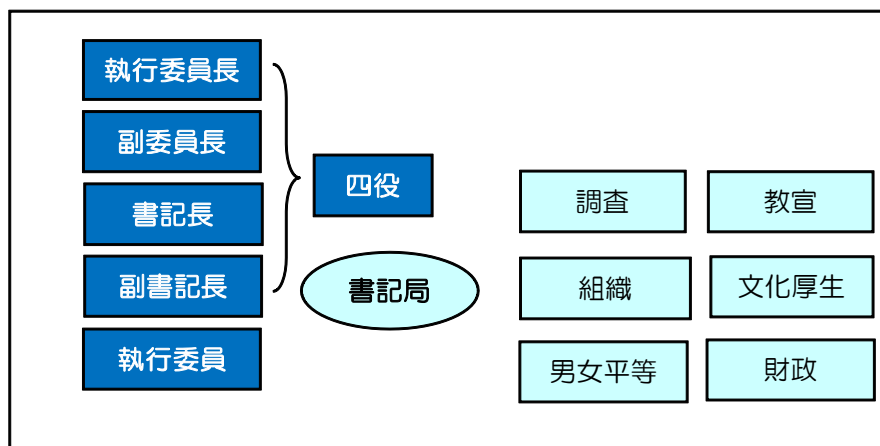 執行委員長
副委員長
書記長
副書記長
執行委員
四役
書記局
調査
教宣
組織
文化厚生
男女平等
財政